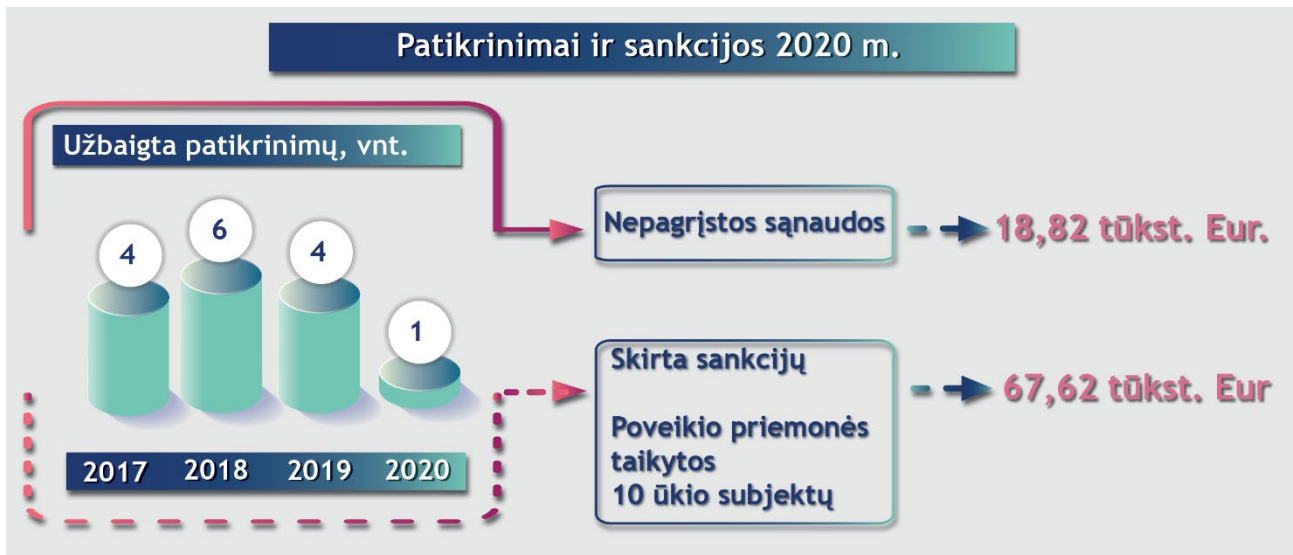 Patikrinimai ir sankcijos 2020 m.
Užbaigta patikrinimų, vnt.
4
6
4
1
2017
2018
2019
2020
Nepagrįstos sąnaudos
18,82 tūkst. Eur.
Skirta sankcijų
Poveikio priemonės
taikytos
10 ūkio subjektų
67,62 tūkst. Eur